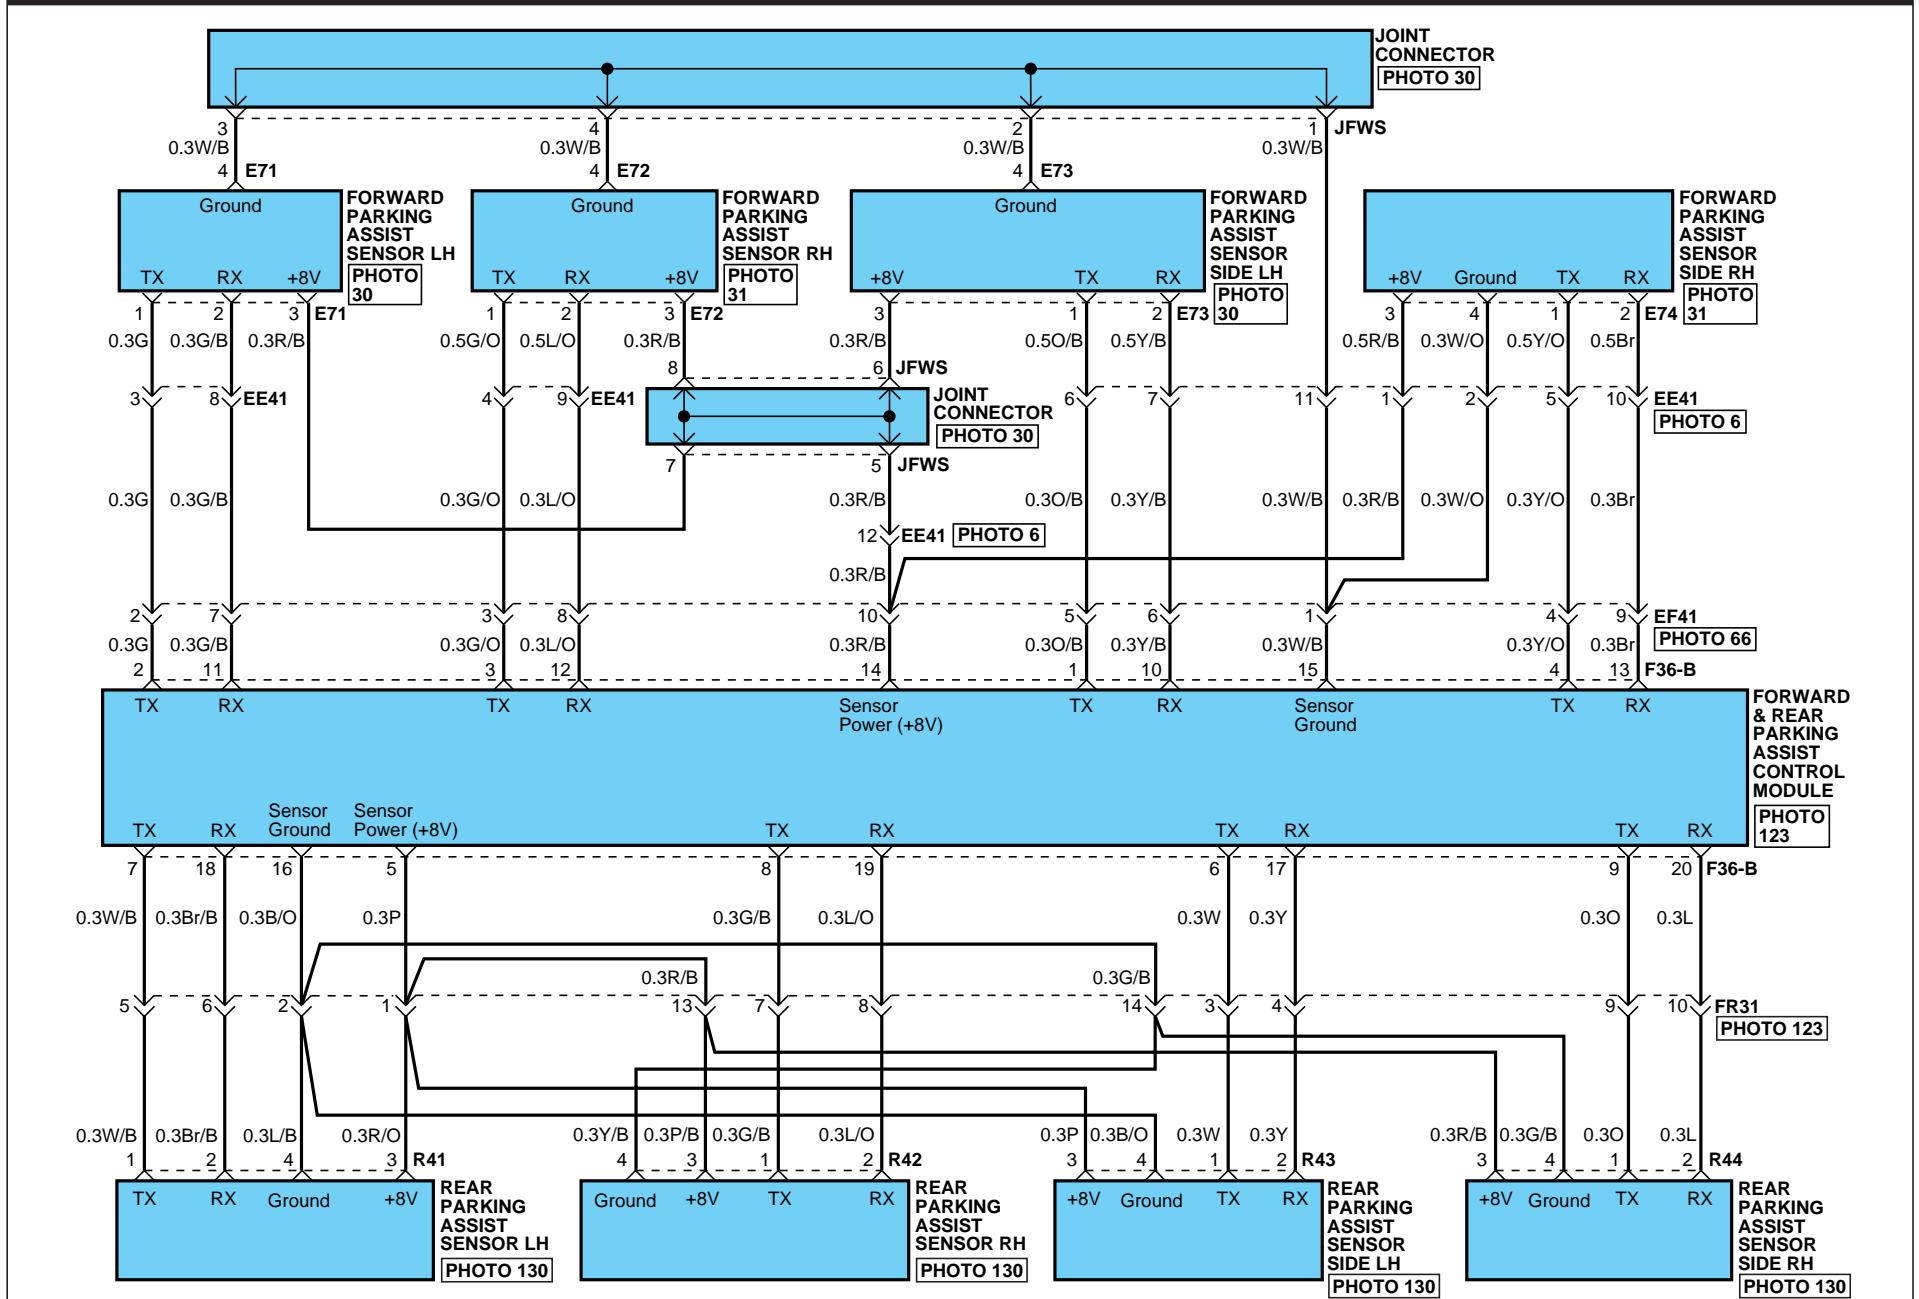 JOINT
CONNECTOR
PHOTO 30
3 4 2 1 JFWS
0.3W/B 0.3W/B 0.3W/B 0.3W/B
4 E71 4 E72 4 E73
Ground
TX RX +8V
FORWARD
PARKING
ASSIST
SENSOR LH
PHOTO
30
Ground
TX RX +8V
FORWARD
PARKING
ASSIST
SENSOR RH
PHOTO
31
Ground
+8V TX RX
FORWARD
PARKING
ASSIST
SENSOR
SIDE LH
PHOTO
30
+8V Ground TX RX
FORWARD
PARKING
ASSIST
SENSOR
SIDE RH
PHOTO
31
1 2 3 E71 1 2 3 E72 3 1 2 E73 3 4 1 2 E74
0.3G 0.3G/B 0.3R/B 0.5G/O 0.5L/O 0.3R/B 0.3R/B 0.5O/B 0.5Y/B 0.5R/B 0.3W/O 0.5Y/O 0.5Br
8 6 JFWS
3 8 EE41 4 9 EE41 6 7 11 1 2 5 10 EE41
PHOTO 6
JOINT
CONNECTOR
PHOTO 30
7 5 JFWS
0.3G 0.3G/B 0.3G/O 0.3L/O 0.3R/B 0.3O/B 0.3Y/B 0.3W/B 0.3R/B 0.3W/O 0.3Y/O 0.3Br
12 EE41 PHOTO 6
0.3R/B
2 7 3 8 10 5 6 1 4 9 EF41
PHOTO 66
0.3G 0.3G/B 0.3G/O 0.3L/O 0.3R/B 0.3O/B 0.3Y/B 0.3W/B 0.3Y/O 0.3Br
2 11 3 12 14 1 10 15 4 13 F36-B
TX RX TX RX Sensor TX RX Sensor TX RX
Power (+8V) Ground
FORWARD
& REAR
PARKING
ASSIST
CONTROL
MODULE
PHOTO
123
Sensor Sensor
TX RX Ground Power (+8V) TX RX TX RX TX RX
7 18 16 5 8 19 6 17 9 20 F36-B
0.3W/B 0.3Br/B 0.3B/O 0.3P 0.3G/B 0.3L/O 0.3W 0.3Y 0.3O 0.3L
0.3R/B 0.3G/B
5 6 2 1 13 7 8 14 3 4 9 10 FR31
PHOTO 123
0.3W/B 0.3Br/B 0.3L/B 0.3R/O 0.3Y/B 0.3P/B 0.3G/B 0.3L/O 0.3P 0.3B/O 0.3W 0.3Y 0.3R/B 0.3G/B 0.3O 0.3L
1 2 4 3 R41 4 3 1 2 R42 3 4 1 2 R43 3 4 1 2 R44
TX RX Ground +8V
REAR
PARKING
ASSIST
SENSOR LH
PHOTO 130
Ground +8V TX RX
REAR
PARKING
ASSIST
SENSOR RH
PHOTO 130
+8V Ground TX RX
REAR
PARKING
ASSIST
SENSOR
SIDE LH
PHOTO 130
+8V Ground TX RX
REAR
PARKING
ASSIST
SENSOR
SIDE RH
PHOTO 130